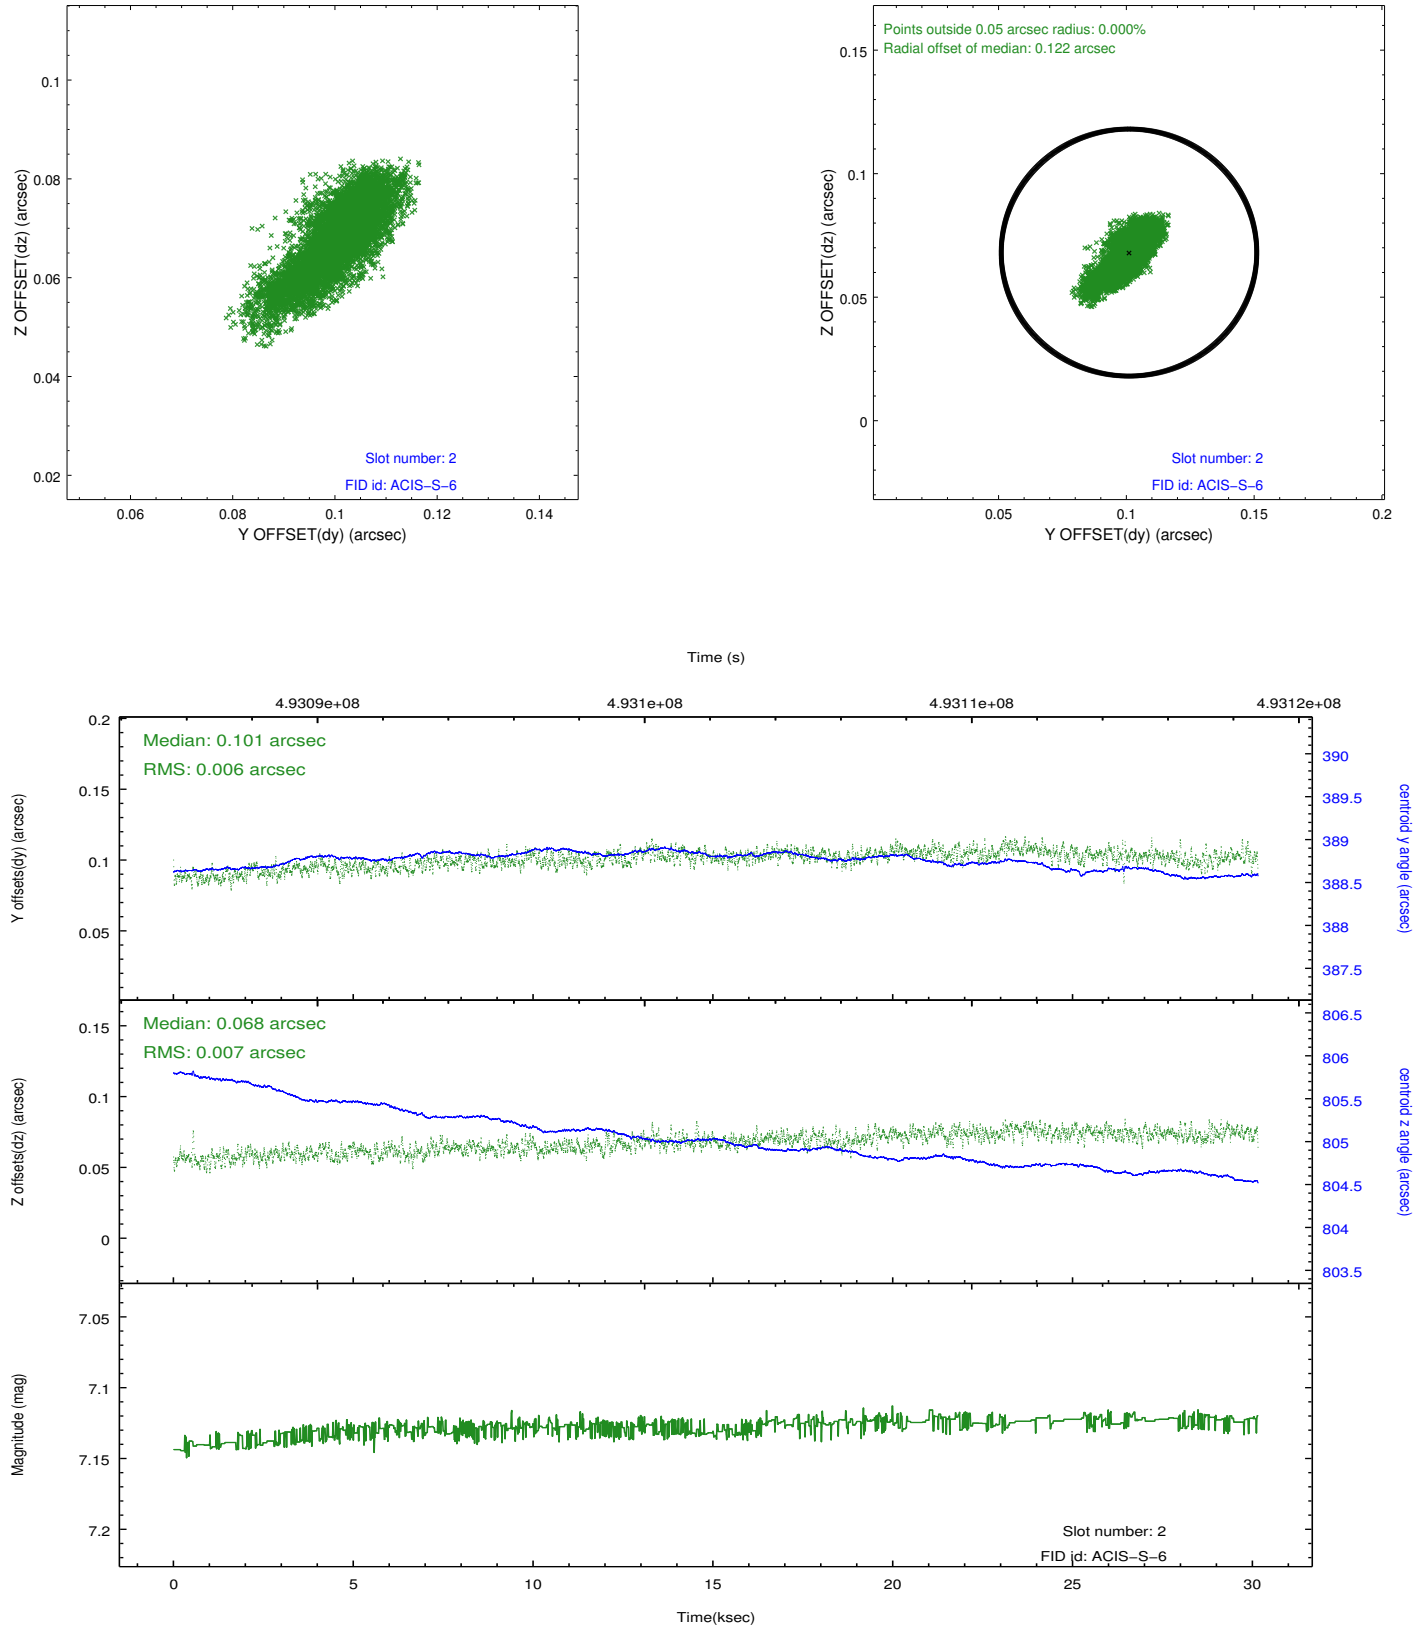 Points outside 0.05 arcsec radius: 0.000%
Radial offset of median: 0.122 arcsec
0.1
0.08
0.06
0.04
0.02
Z OFFSET(dz) (arcsec)
Slot number: 2
FID id: ACIS-S-6
0.06 0.08 0.1 0.12 0.14
Y OFFSET(dy) (arcsec)
0.15
0.1
0.05
0
Z OFFSET(dz) (arcsec)
Slot number: 2
FID id: ACIS-S-6
0.05 0.1 0.15 0.2
Y OFFSET(dy) (arcsec)
Time (s)
4.9309e+08 4.931e+08 4.9311e+08 4.9312e+08
Median: 0.101 arcsec
RMS: 0.006 arcsec
0.2
0.15
0.1
0.05
Y offsets(dy) (arcsec)
390
389.5
389
388.5
388
387.5
centroid y angle (arcsec)
Median: 0.068 arcsec
RMS: 0.007 arcsec
0.15
0.1
0.05
0
Z offsets(dz) (arcsec)
806.5
806
805.5
805
804.5
804
803.5
centroid z angle (arcsec)
7.05
7.1
7.15
7.2
Magnitude (mag)
Slot number: 2
FID id: ACIS-S-6
0 5 10 15 20 25 30
Time(ksec)